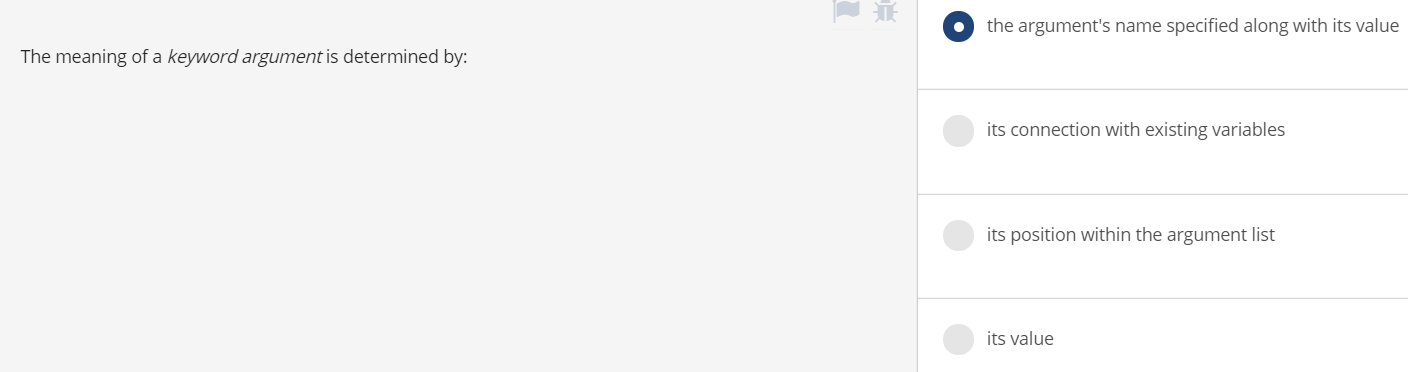 The meaning of a keyword argument is determined by:
the argument's name specified along with its value
its connection with existing variables
its position within the argument list
its value